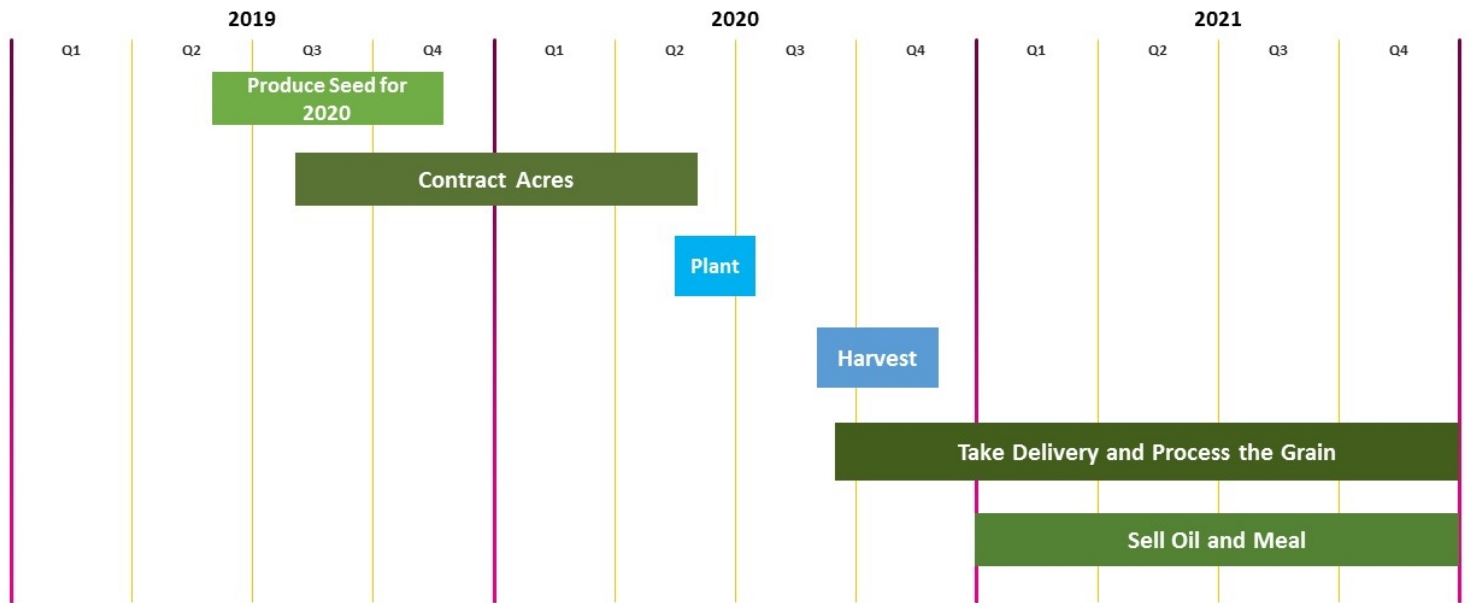 2019 2020 2021
Q1 Q2 Q3 Q4 Q1 Q2 Q3 Q4 Q1 Q2 Q3 Q4
Produce Seed for
2020
Contract Acres
Plant
Harvest
Take Delivery and Process the Grain
Sell Oil and Meal